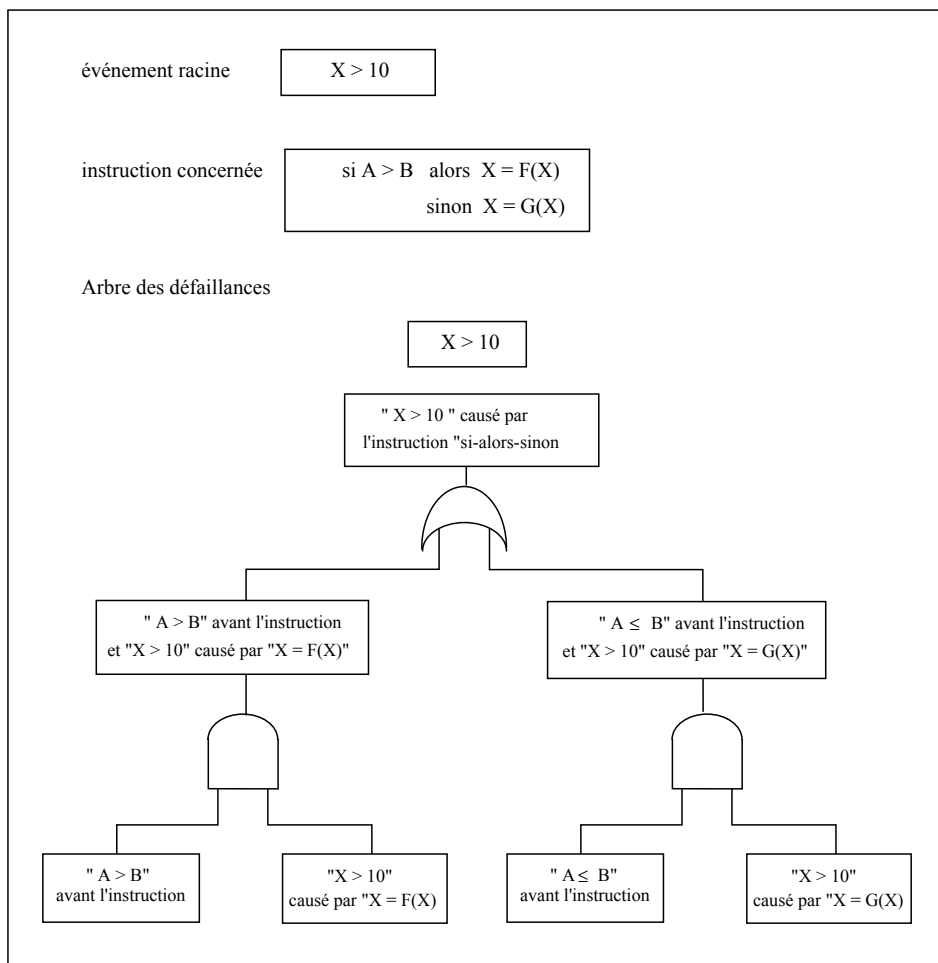 événement racine
X > 10
instruction concernée
si A > B alors X = F(X)
sinon X = G(X)
Arbre des défaillances
X > 10
" X > 10 " causé par
l'instruction "si-alors-sinon
" A > B" avant l'instruction
et "X > 10" causé par "X = F(X)"
" A ≤ B" avant l'instruction
et "X > 10" causé par "X = G(X)"
" A > B"
avant l'instruction
"X > 10"
causé par "X = F(X)
" A ≤ B"
avant l'instruction
"X > 10"
causé par "X = G(X)